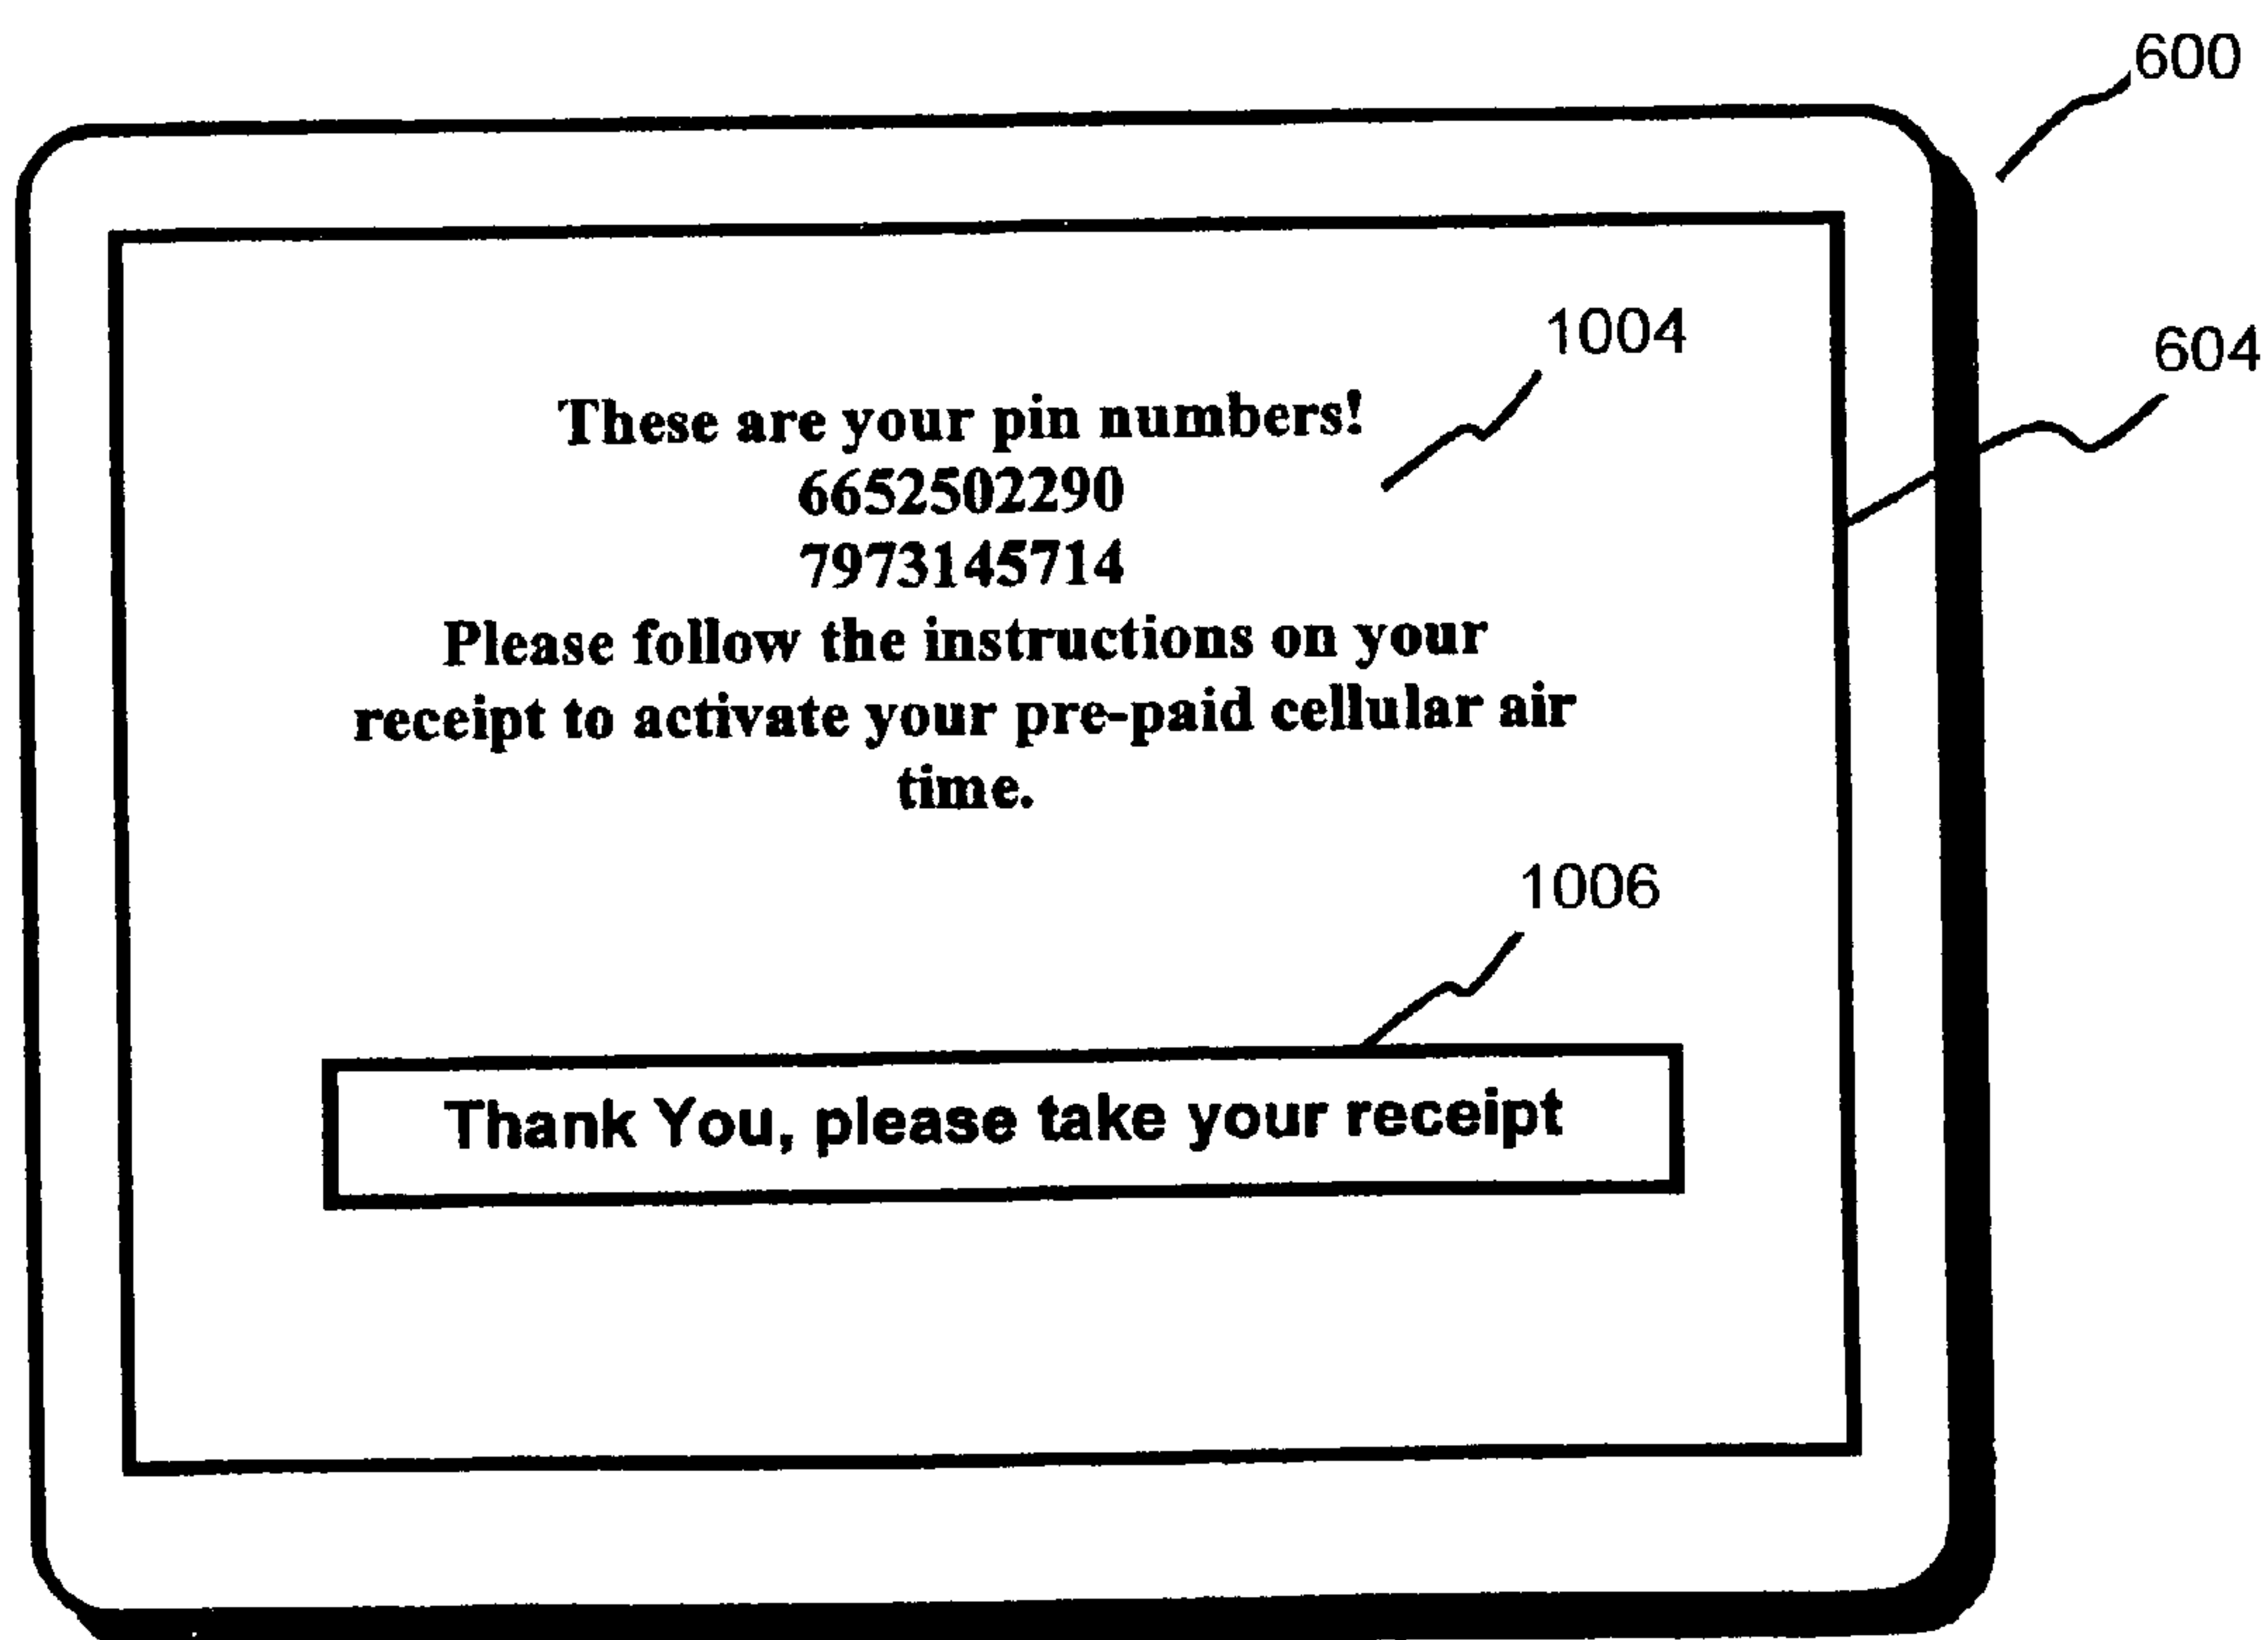 600
1004
604
These are your pin numbers!
6652502290
7973145714
Please follow the instructions on your
receipt to activate your pre-paid cellular air
time.
1006
Thank You, please take your receipt